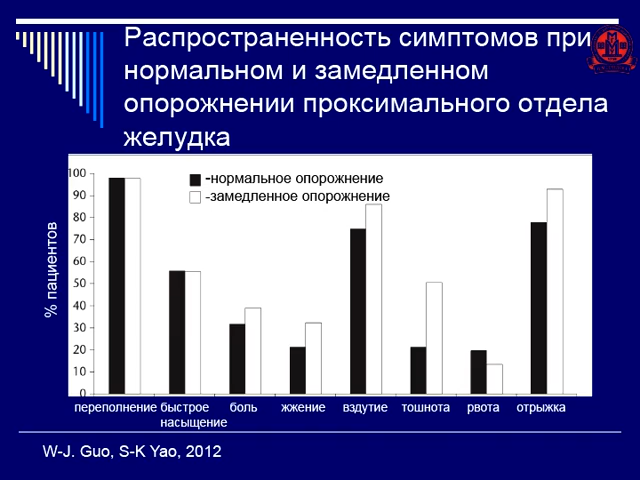 Распространенность симптомов при
нормальном и замедленном
опорожнении проксимального отдела
желудка
-нормальное опорожнение
-замедленное опорожнение
% пациентов
100
90
80
70
60
50
40
30
20
10
0
переполнение быстрое боль жжение вздутие тошнота рвота отрыжка
насыщение
W-J. Guo, S-K Yao, 2012